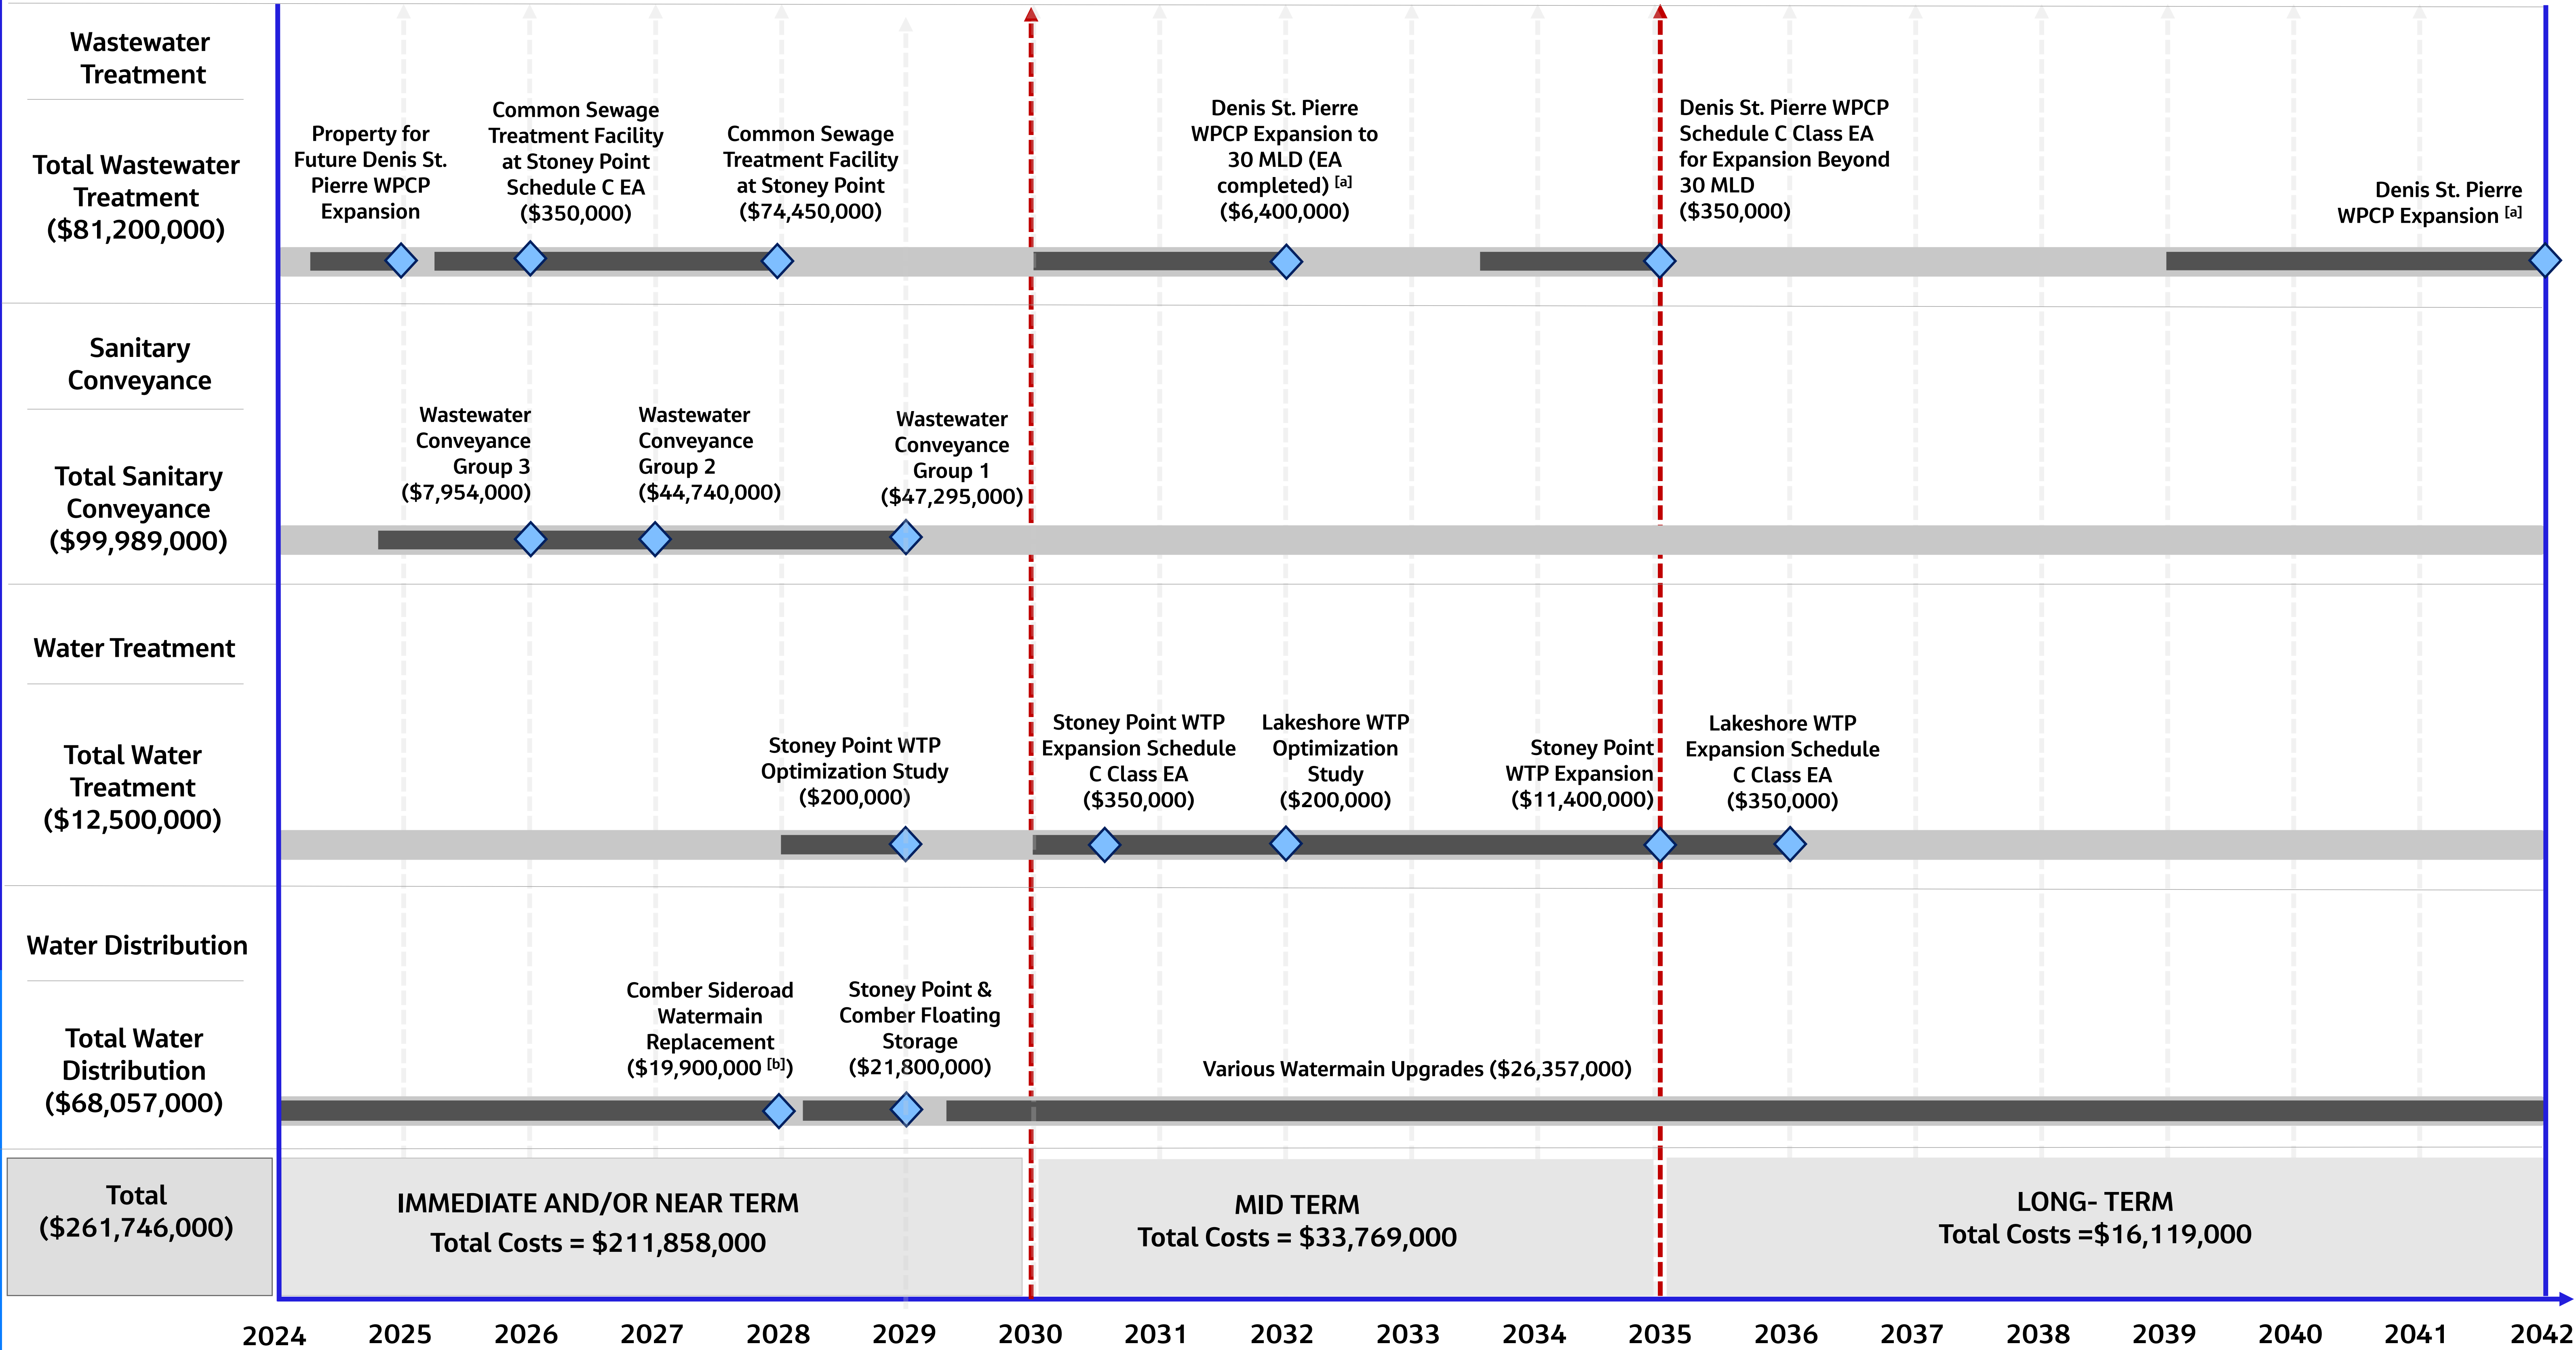 Wastewater
Treatment
Total Wastewater
Treatment
($81,200,000)
Property for
Future Denis St.
Pierre WPCP
Expansion
Common Sewage
Treatment Facility
at Stoney Point
Schedule C EA
($350,000)
Common Sewage
Treatment Facility
at Stoney Point
($74,450,000)
Denis St. Pierre
WPCP Expansion to
30 MLD (EA
completed) [a]
($6,400,000)
Denis St. Pierre WPCP
Schedule C Class EA
for Expansion Beyond
30 MLD
($350,000)
Denis St. Pierre
WPCP Expansion [a]
Sanitary
Conveyance
Total Sanitary
Conveyance
($99,989,000)
Wastewater
Conveyance
Group 3
($7,954,000)
Wastewater
Conveyance
Group 2
($44,740,000)
Wastewater
Conveyance
Group 1
($47,295,000)
Water Treatment
Total Water
Treatment
($12,500,000)
Stoney Point WTP
Optimization Study
($200,000)
Stoney Point WTP
Expansion Schedule
C Class EA
($350,000)
Lakeshore WTP
Optimization
Study
($200,000)
Stoney Point
WTP Expansion
($11,400,000)
Lakeshore WTP
Expansion Schedule
C Class EA
($350,000)
Water Distribution
Total Water
Distribution
($68,057,000)
Comber Sideroad
Watermain
Replacement
($19,900,000 [b])
Stoney Point &
Comber Floating
Storage
($21,800,000)
Various Watermain Upgrades ($26,357,000)
Total
($261,746,000)
IMMEDIATE AND/OR NEAR TERM
Total Costs = $211,858,000
MID TERM
Total Costs = $33,769,000
LONG- TERM
Total Costs =$16,119,000
2024 2025 2026 2027 2028 2029 2030 2031 2032 2033 2034 2035 2036 2037 2038 2039 2040 2041 2042